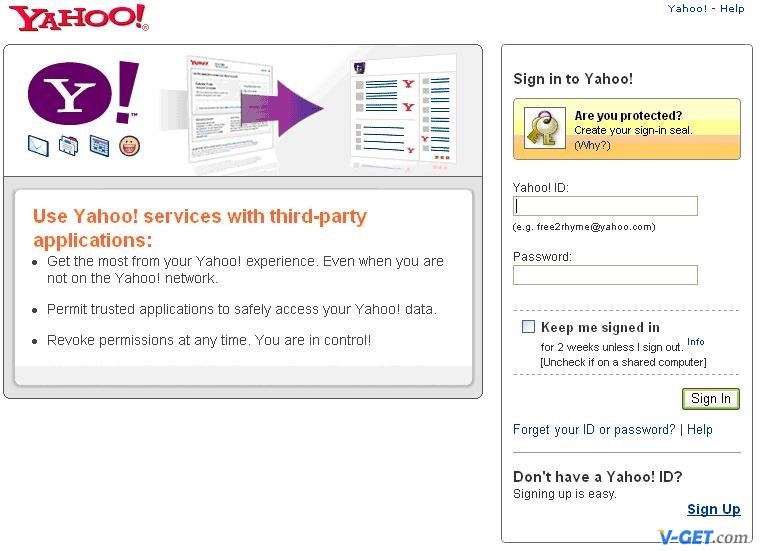 YAHOO!®
Yahoo! - Help
Y!™
Use Yahoo! services with third-party
applications:
• Get the most from your Yahoo! experience. Even when you are
not on the Yahoo! network.
• Permit trusted applications to safely access your Yahoo! data.
• Revoke permissions at any time. You are in control!
Sign in to Yahoo!
Are you protected?
Create your sign-in seal.
(Why?)
Yahoo! ID:
(e.g. free2rhyme@yahoo.com)
Password:
Keep me signed in
for 2 weeks unless I sign out. Info
[Uncheck if on a shared computer]
Sign In
Forget your ID or password? | Help
Don't have a Yahoo! ID?
Signing up is easy.
Sign Up
V-GET.com